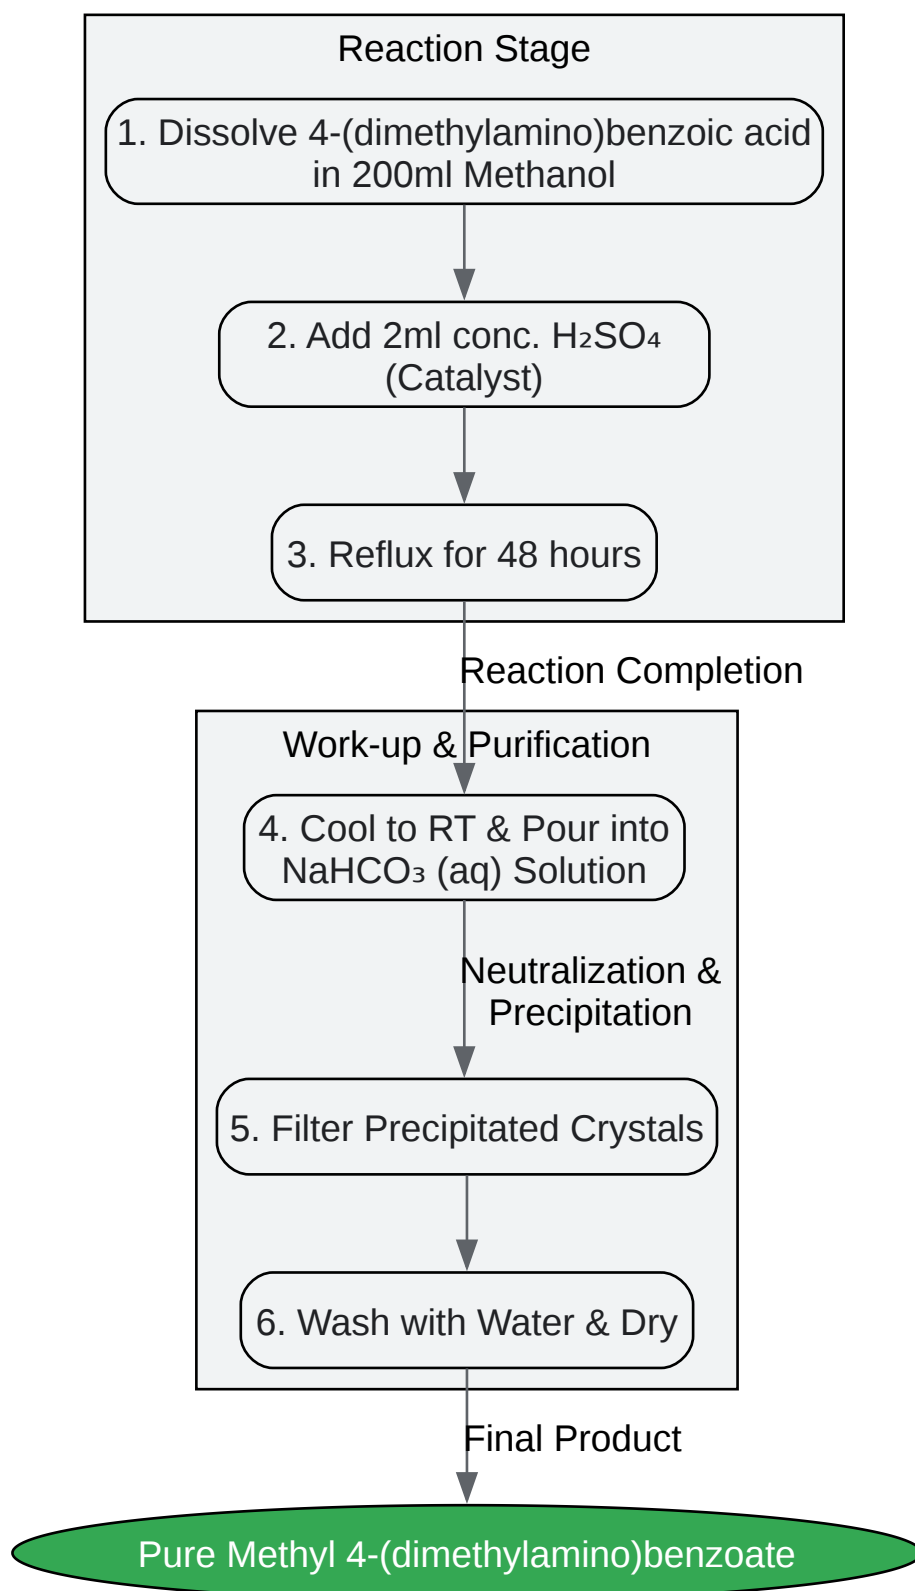 Reaction Stage
1. Dissolve 4-(dimethylamino)benzoic acid
in 200ml Methanol
2. Add 2ml conc. H₂SO₄
(Catalyst)
3. Reflux for 48 hours
Reaction Completion
Work-up & Purification
4. Cool to RT & Pour into
NaHCO₃ (aq) Solution
Neutralization &
Precipitation
5. Filter Precipitated Crystals
6. Wash with Water & Dry
Final Product
Pure Methyl 4-(dimethylamino)benzoate